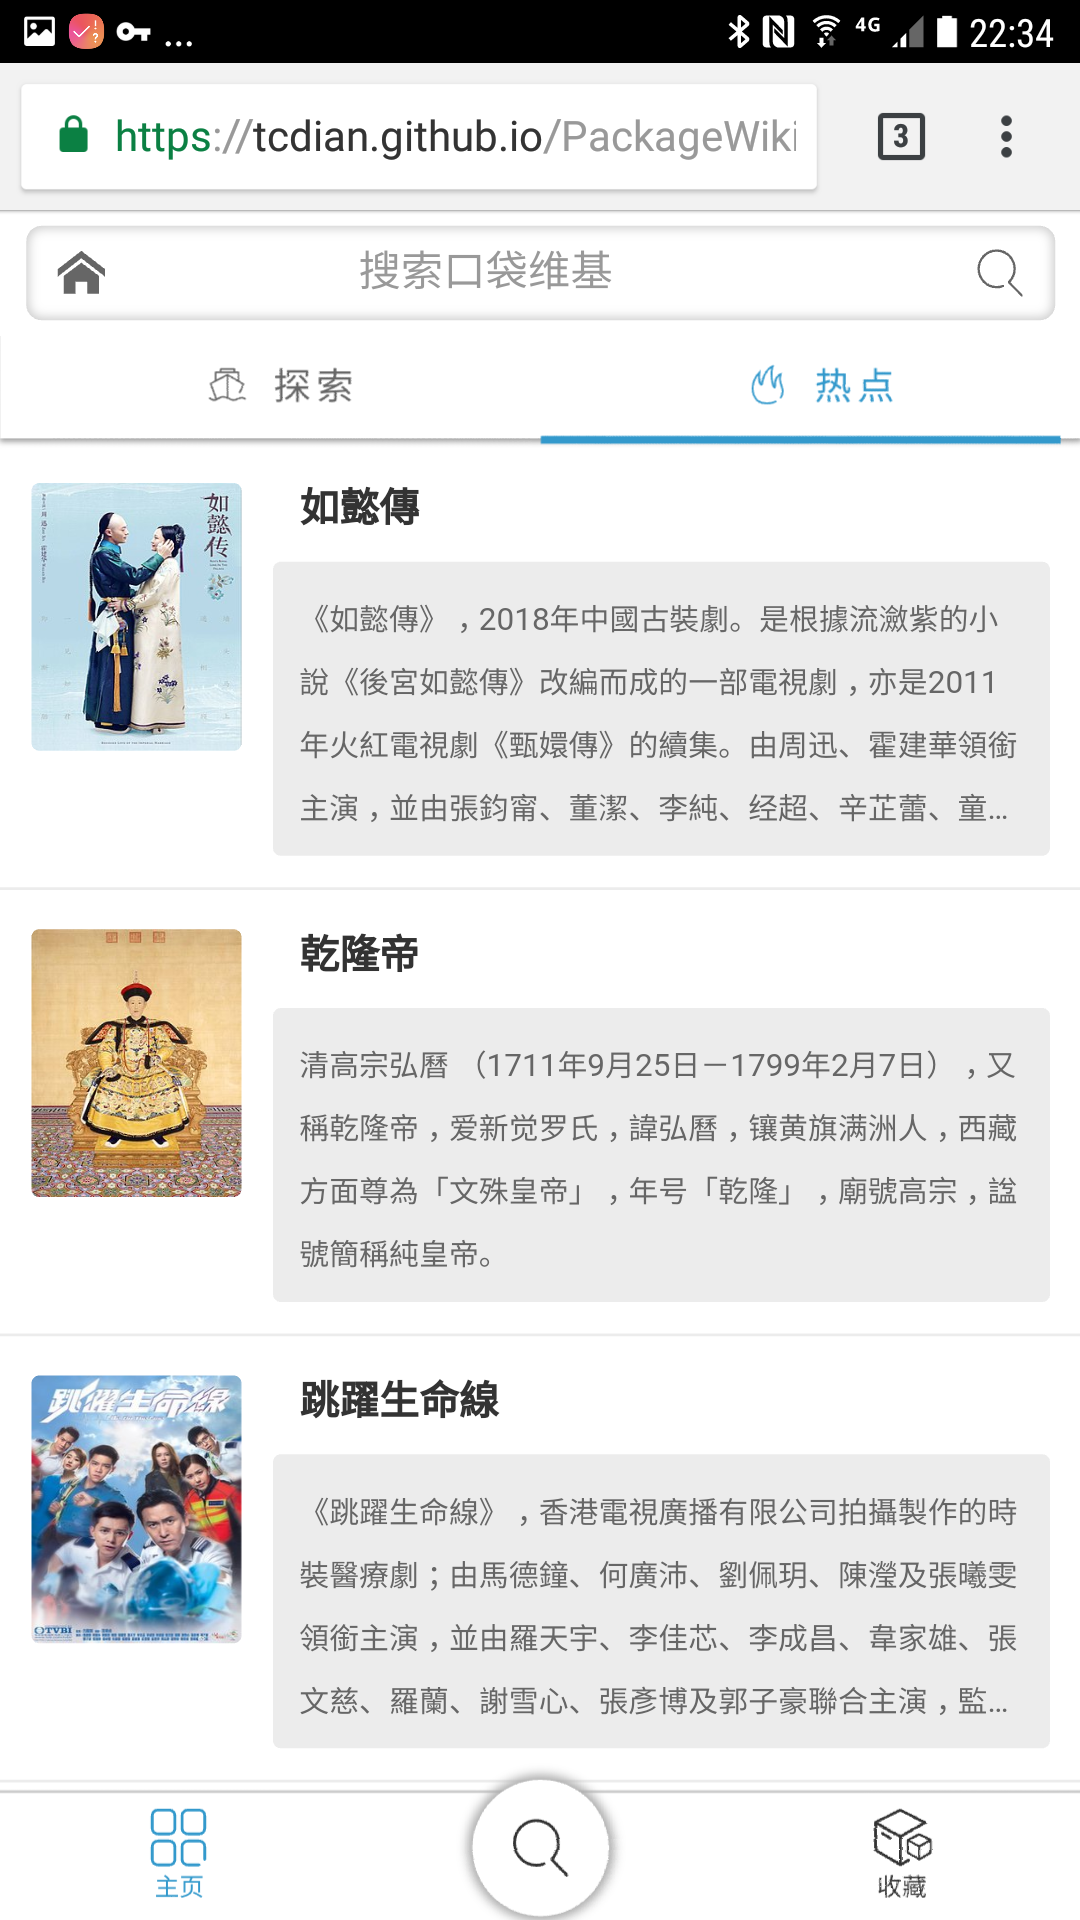 22:34
4G
https://tcdian.github.io/PackageWiki
3
搜索口袋维基
探索
热点
如懿传
如懿傳
《如懿傳》，2018年中國古裝劇。是根據流瀲紫的小
說《後宮如懿傳》改編而成的一部電視劇，亦是2011
年火紅電視劇《甄嬛傳》的續集。由周迅、霍建華領銜
主演，並由張鈞甯、董潔、李純、经超、辛芷蕾、童...
乾隆帝
清高宗弘曆 （1711年9月25日－1799年2月7日），又
稱乾隆帝，爱新觉罗氏，諱弘曆，镶黄旗满洲人，西藏
方面尊為「文殊皇帝」，年号「乾隆」，廟號高宗，諡
號簡稱純皇帝。
跳躍生命線
TVBI
跳躍生命線
《跳躍生命線》，香港電視廣播有限公司拍攝製作的時
裝醫療劇；由馬德鐘、何廣沛、劉佩玥、陳瀅及張曦雯
領銜主演，並由羅天宇、李佳芯、李成昌、韋家雄、張
文慈、羅蘭、謝雪心、張彥博及郭子豪聯合主演，監...
主页
收藏